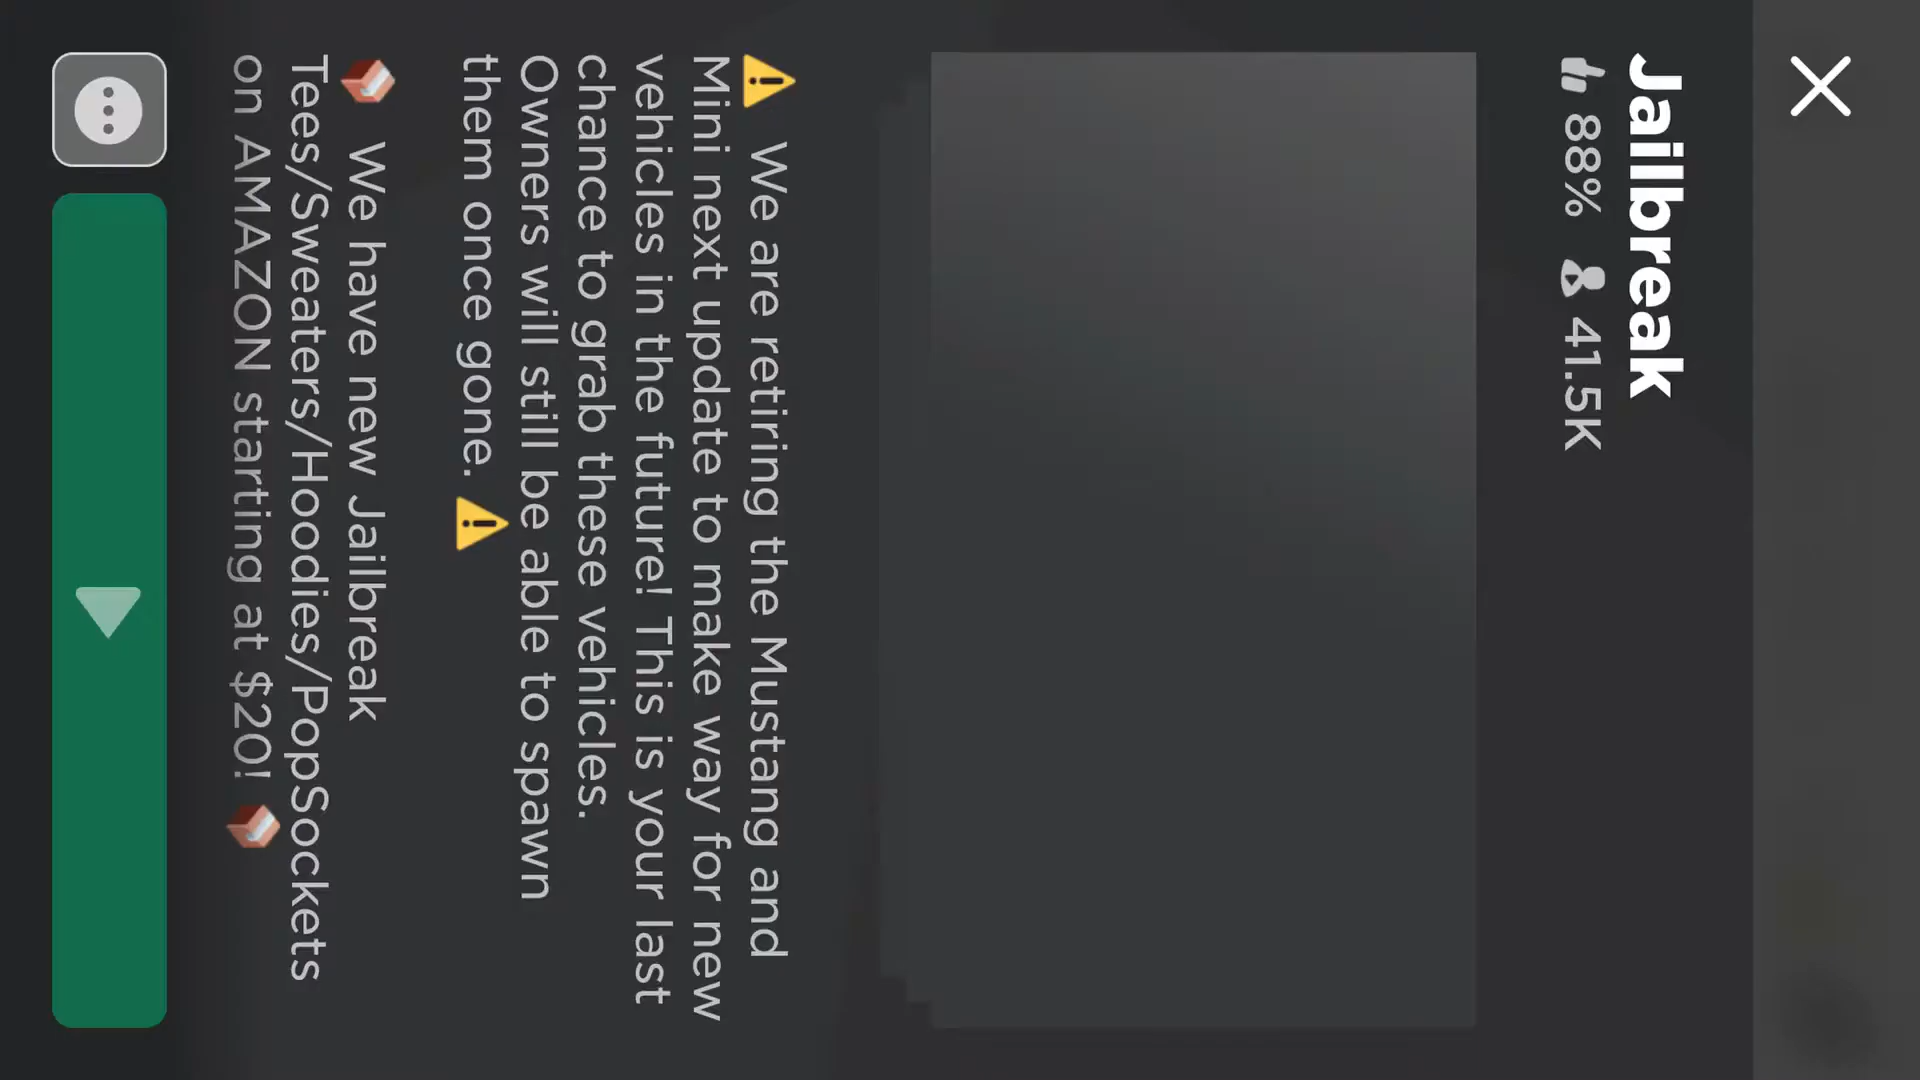 Jailbreak
88% 41.5K
⚠️ We are retiring the Mustang and
Mini next update to make way for new
vehicles in the future! This is your last
chance to grab these vehicles.
Owners will still be able to spawn
them once gone. ⚠️
We have new Jailbreak
Tees/Sweaters/Hoodies/PopSockets
on AMAZON starting at $20!